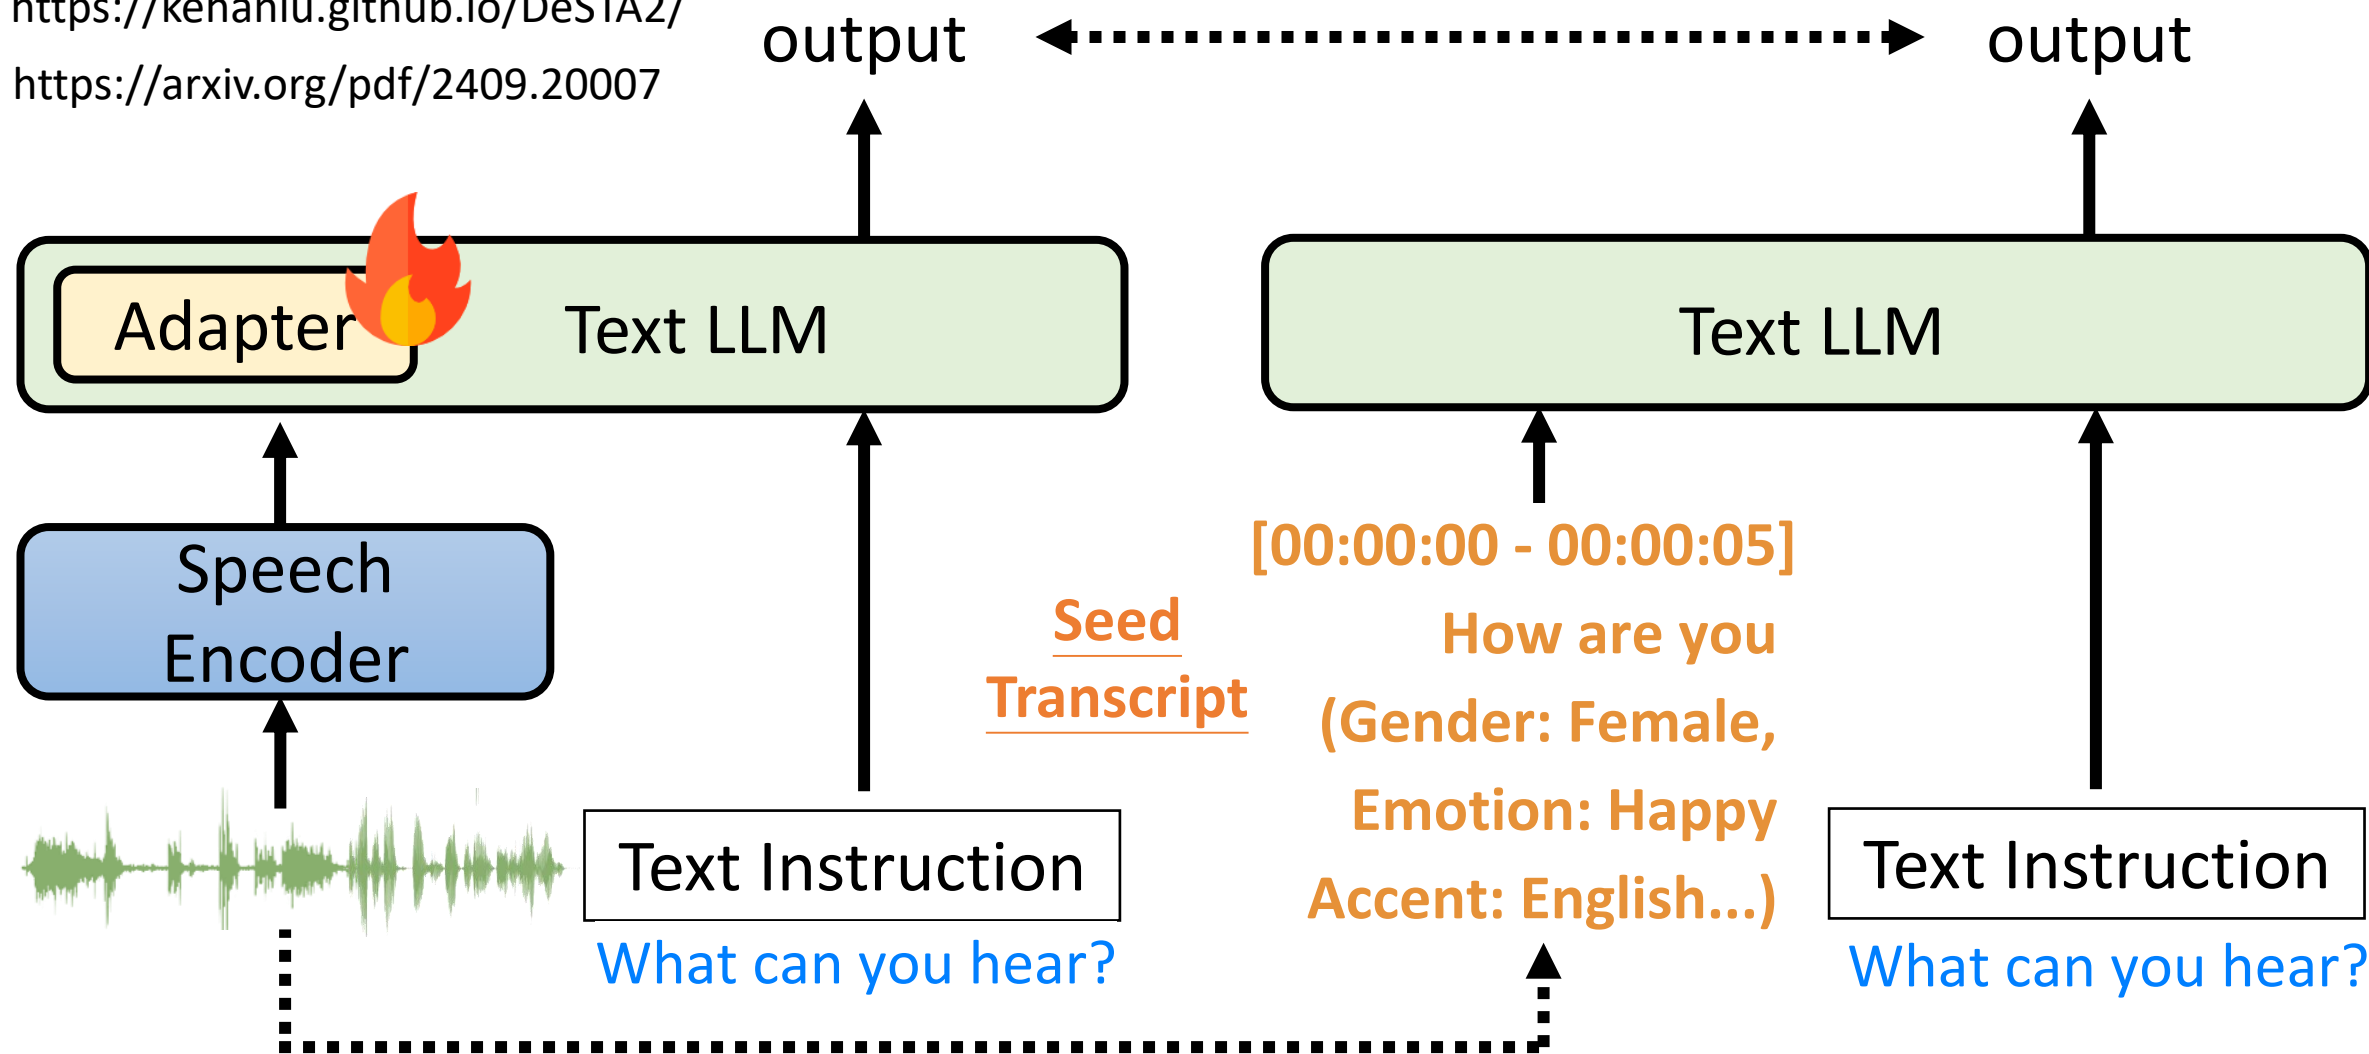 https://kehanlu.github.io/DeSTA2/
https://arxiv.org/pdf/2409.20007
output
output
Adapter
Text LLM
Text LLM
Speech
Encoder
Seed
Transcript
[00:00:00 - 00:00:05]
How are you
(Gender: Female,
Emotion: Happy
Accent: English...)
Text Instruction
What can you hear?
Text Instruction
What can you hear?